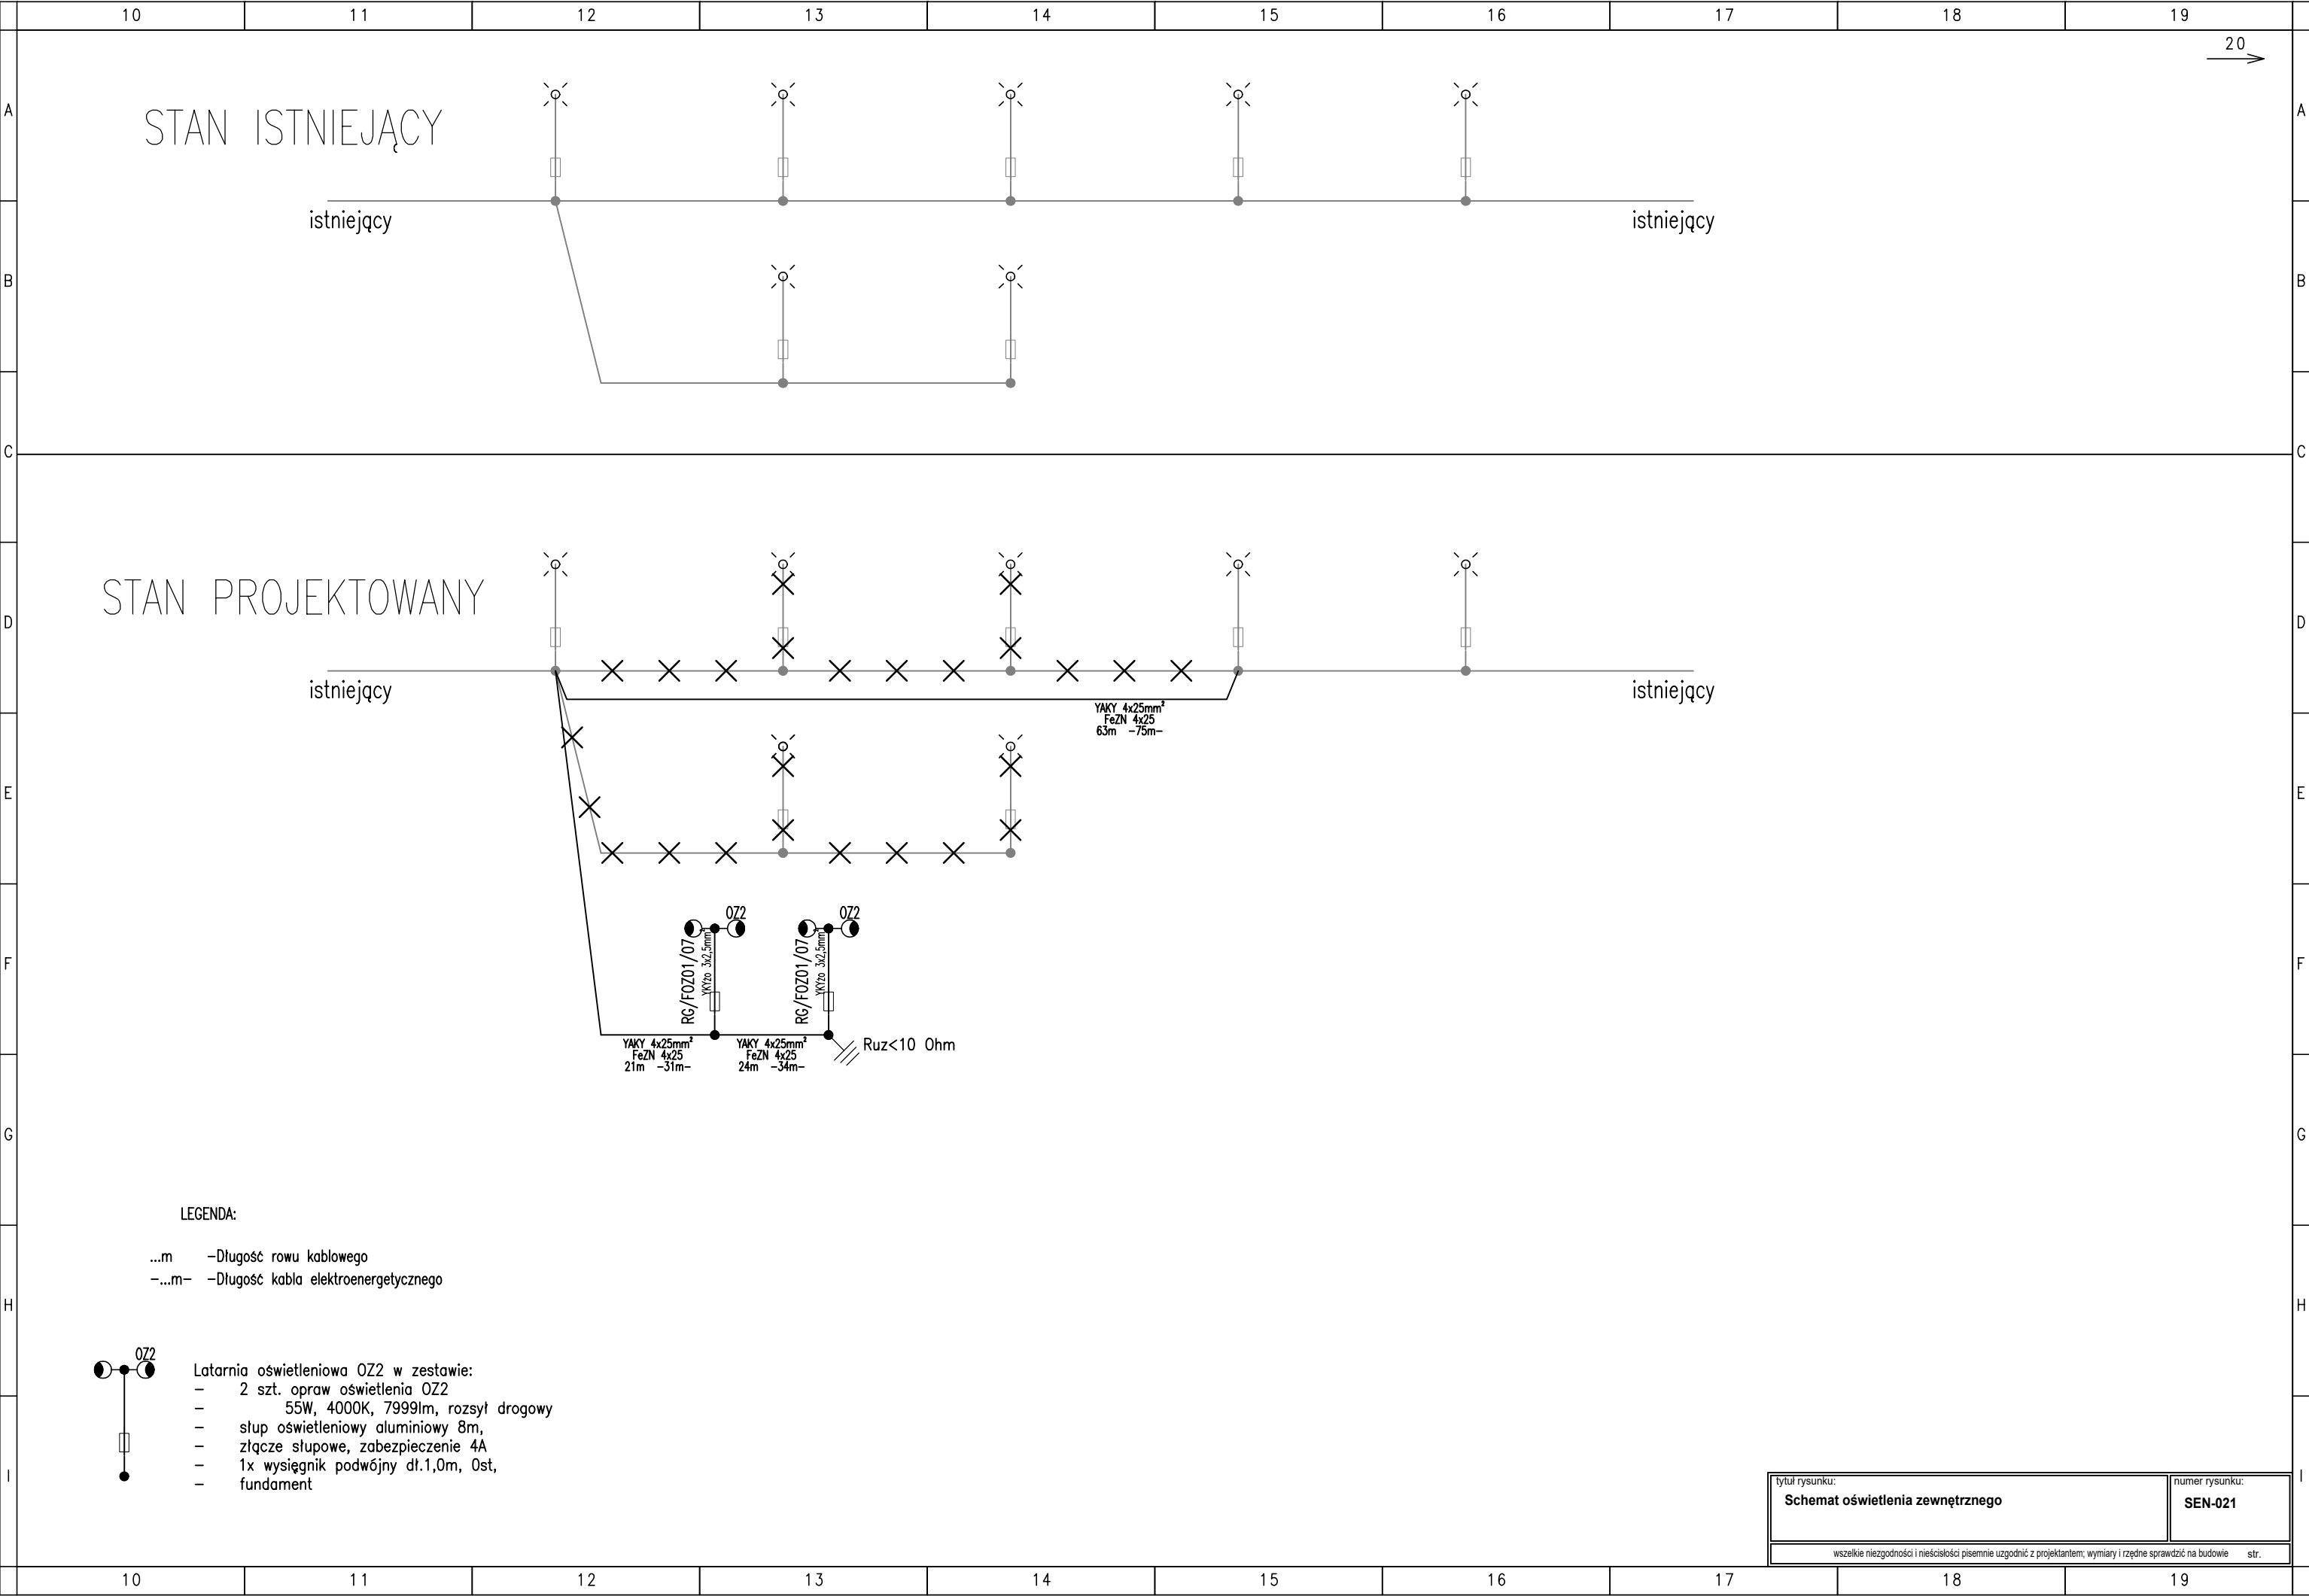 10 11 12 13 14 15 16 17 18 19
20
A A
STAN ISTNIEJĄCY
istniejący istniejący
B B
C C
STAN PROJEKTOWANY
D D
istniejący istniejący
YAKY 4x25mm²
FeZN 4x25
63m -75m-
E E
OZ2 OZ2
RG/FOZ01/07
YKYżo 3x2,5mm²
RG/FOZ01/07
YKYżo 3x2,5mm²
F F
YAKY 4x25mm²
FeZN 4x25
21m -31m-
YAKY 4x25mm²
FeZN 4x25
24m -34m-
Ruz<10 Ohm
G G
LEGENDA:
...m -Długość rowu kablowego
-...m- -Długość kabla elektroenergetycznego
H H
OZ2
Latarnia oświetleniowa OZ2 w zestawie:
- 2 szt. opraw oświetlenia OZ2
- 55W, 4000K, 7999lm, rozsył drogowy
- słup oświetleniowy aluminiowy 8m,
- złącze słupowe, zabezpieczenie 4A
- 1x wysięgnik podwójny dł.1,0m, 0st,
- fundament
I I
tytuł rysunku:
Schemat oświetlenia zewnętrznego
numer rysunku:
SEN-021
wszelkie niezgodności i nieścisłości pisemnie uzgodnić z projektantem; wymiary i rzędne sprawdzić na budowie str.
10 11 12 13 14 15 16 17 18 19